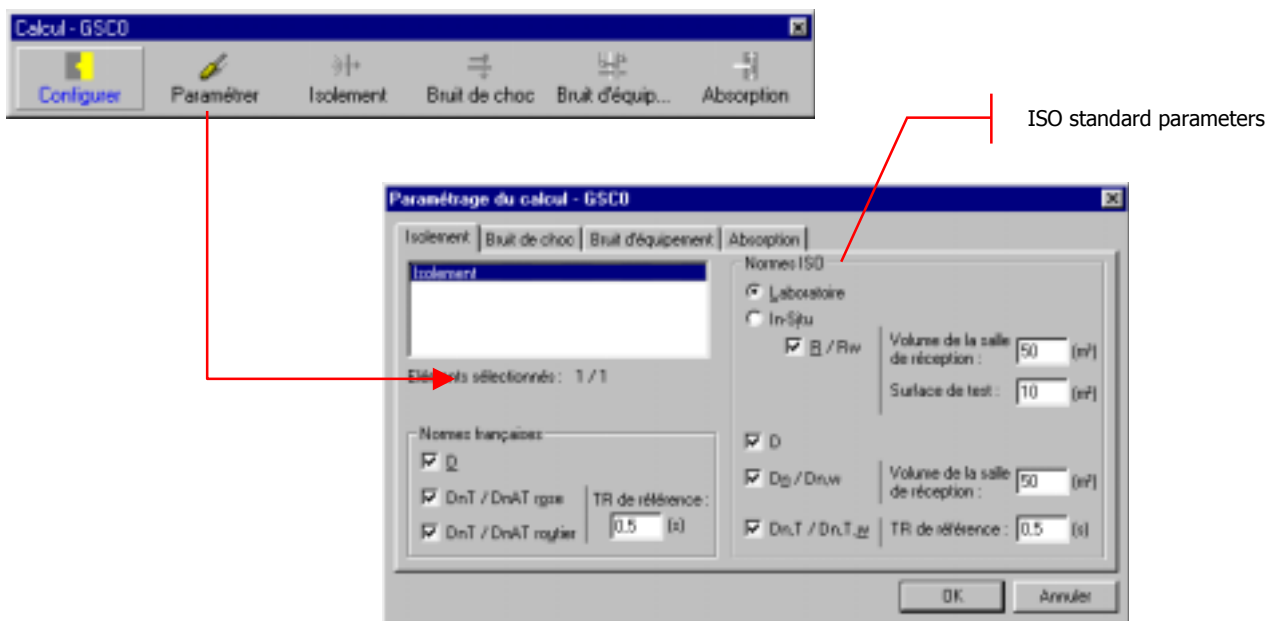 Calcul - GSC0
Configurer Paramétrer Isolement Bruit de choc Bruit d'équip... Absorption
ISO standard parameters
Paramétrage du calcul - GSC0
Isolement Bruit de choc Bruit d'équipement Absorption
Isolement
Eléments sélectionnés : 1 / 1
Normes françaises
D
DnT / DnAT rose
DnT / DnAT routier
TR de référence :
0.5 (s)
Normes ISO
Laboratoire
In-Situ
R / Rw
Volume de la salle
de réception : 50 (m³)
Surface de test : 10 (m²)
D
Dn / Dn,w
Volume de la salle
de réception : 50 (m³)
Dn,T / Dn,T,w TR de référence : 0.5 (s)
OK Annuler